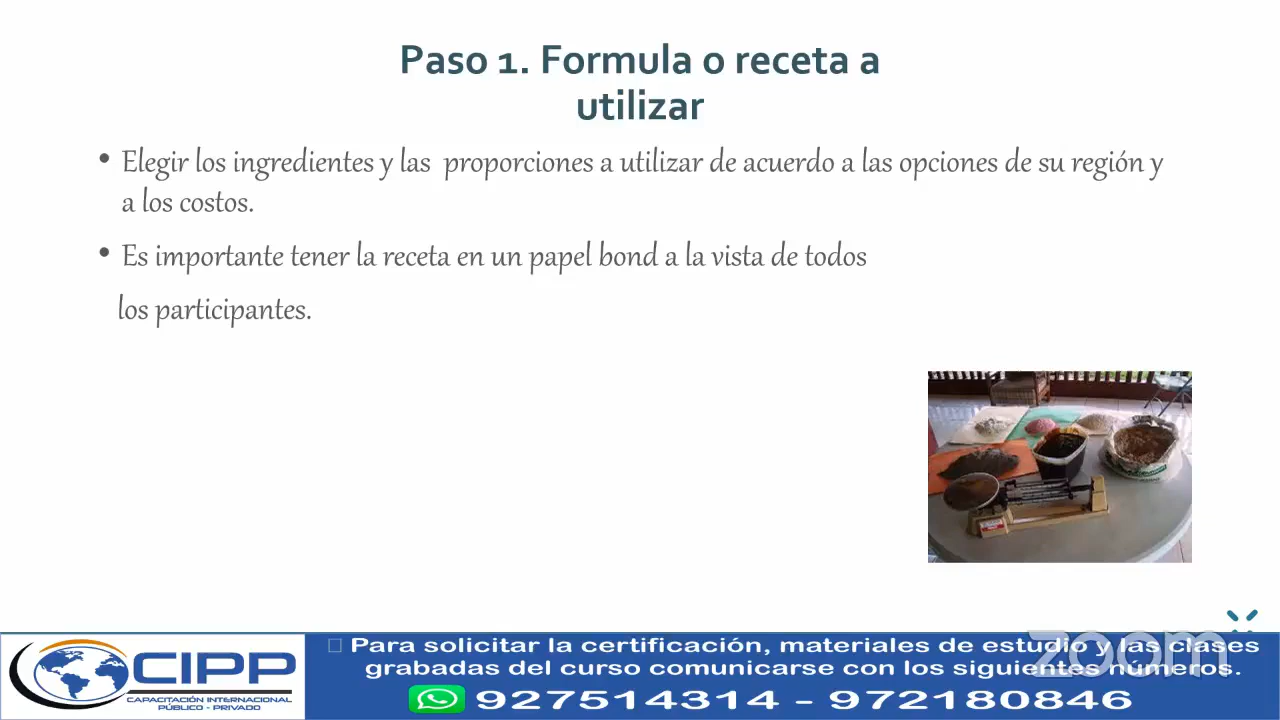 Paso 1. Formula o receta a
utilizar
• Elegir los ingredientes y las proporciones a utilizar de acuerdo a las opciones de su región y
a los costos.
• Es importante tener la receta en un papel bond a la vista de todos
los participantes.
Para solicitar la certificación, materiales de estudio y las clases
grabadas del curso comunicarse con los siguientes números.
927514314 - 972180846
CIPP
CAPACITACIÓN INTERNACIONAL
PÚBLICO - PRIVADO
zoom